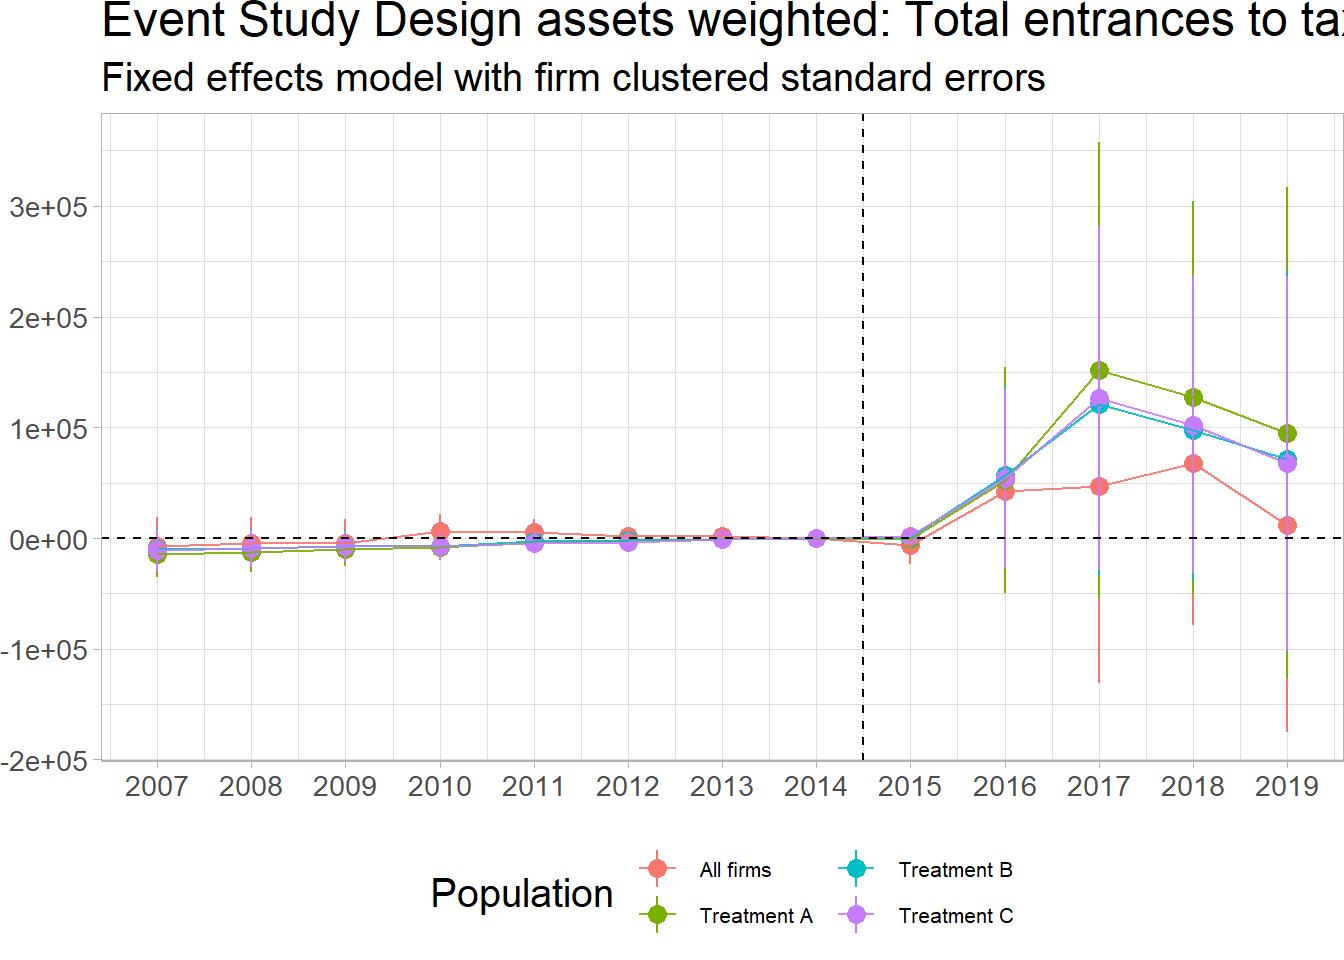 Event Study Design assets weighted: Total entrances to
Fixed effects model with firm clustered standard errors
3e+05
2e+05
1e+05
0e+00
-1e+05
-2e+05
2007 2008 2009 2010 2011 2012 2013 2014 2015 2016 2017 2018 2019
Population
All firms
Treatment A
Treatment B
Treatment C